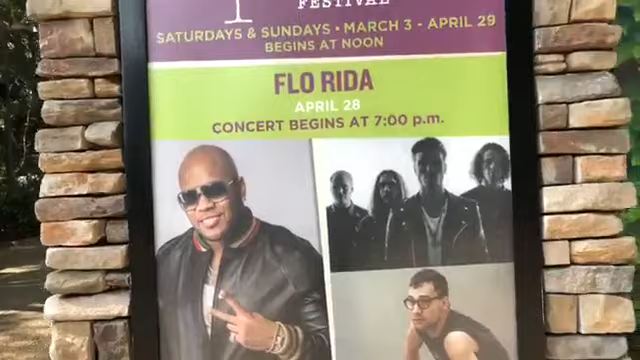 FESTIVAL
SATURDAYS & SUNDAYS • MARCH 3 - APRIL 29
BEGINS AT NOON
FLO RIDA
APRIL 28
CONCERT BEGINS AT 7:00 p.m.